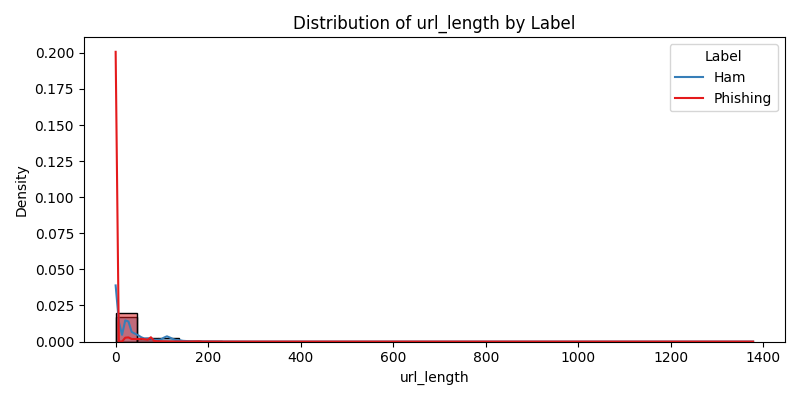 Distribution of url_length by Label
Label
Ham
Phishing
Density
0.200
0.175
0.150
0.125
0.100
0.075
0.050
0.025
0.000
0 200 400 600 800 1000 1200 1400
url_length